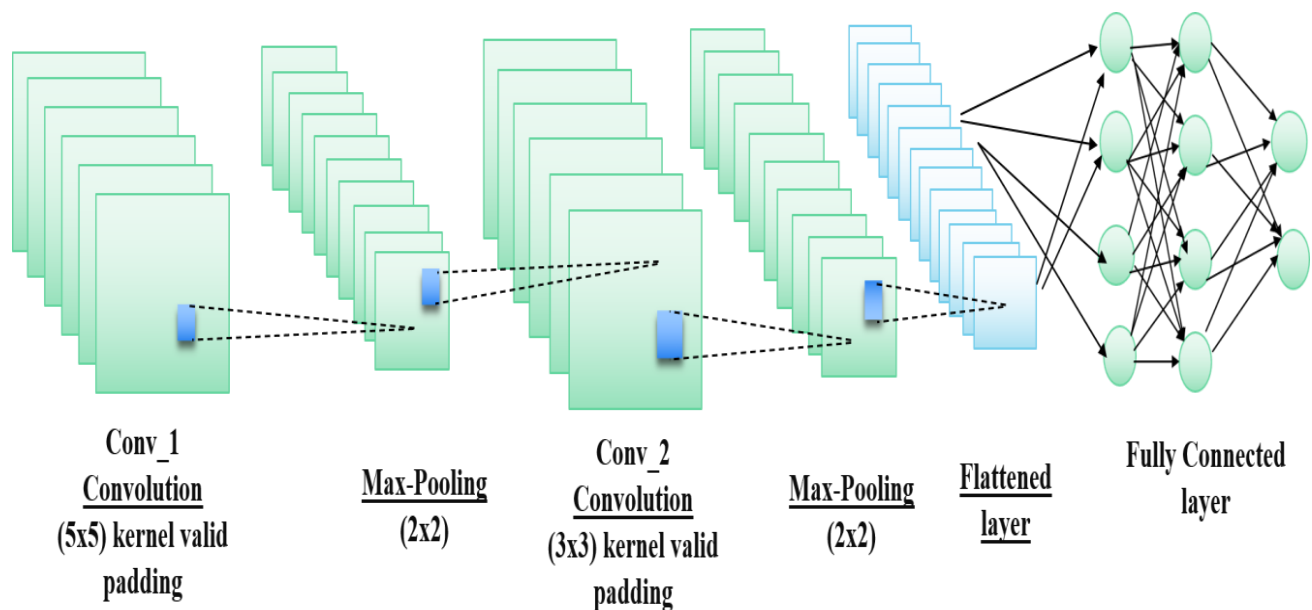 Conv_1
Convolution
(5x5) kernel valid
padding
Max-Pooling
(2x2)
Conv_2
Convolution
(3x3) kernel valid
padding
Max-Pooling
(2x2)
Flattened
layer
Fully Connected
layer